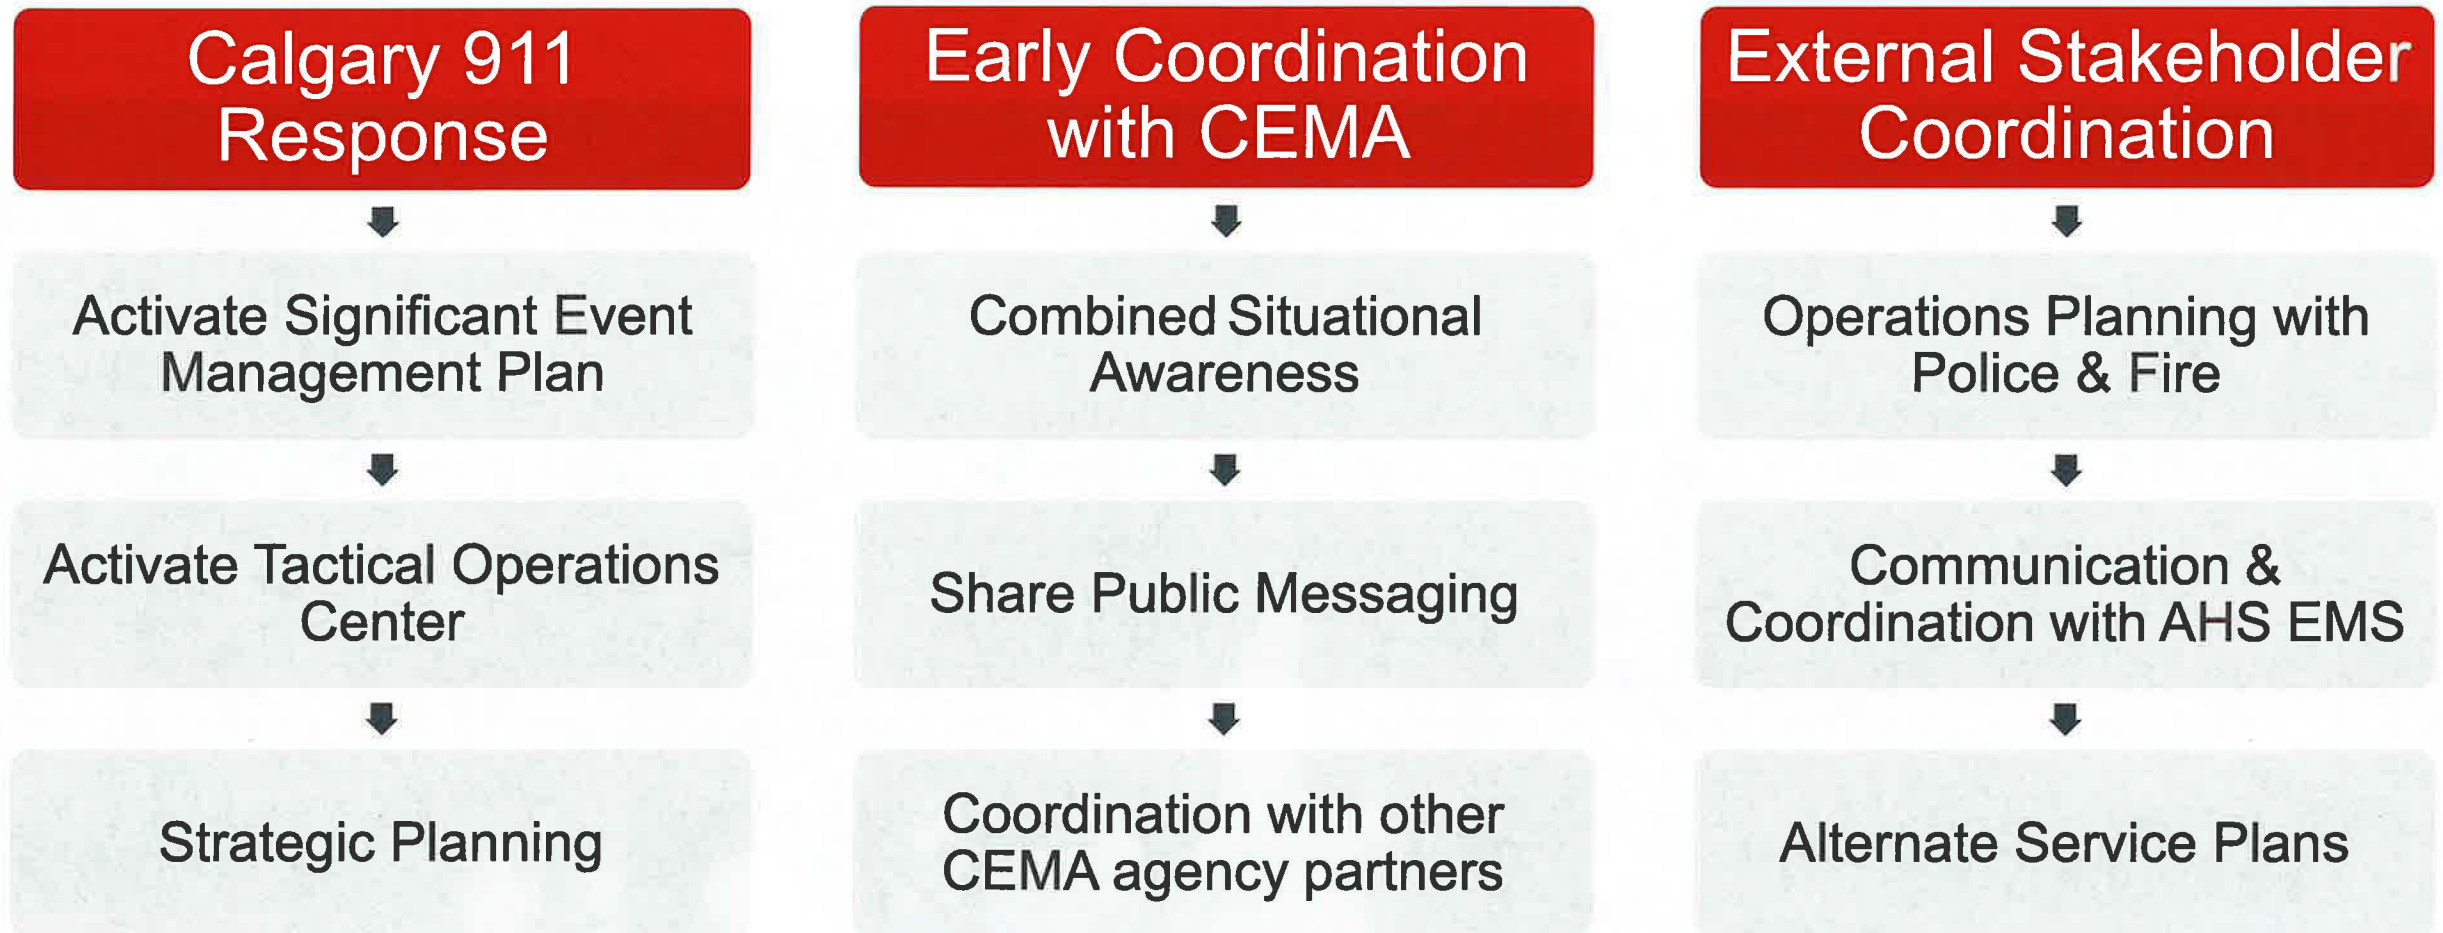 Calgary 911
Response
Activate Significant Event
Management Plan
Activate Tactical Operations
Center
Strategic Planning
Early Coordination
with CEMA
Combined Situational
Awareness
Share Public Messaging
Coordination with other
CEMA agency partners
External Stakeholder
Coordination
Operations Planning with
Police & Fire
Communication &
Coordination with AHS EMS
Alternate Service Plans